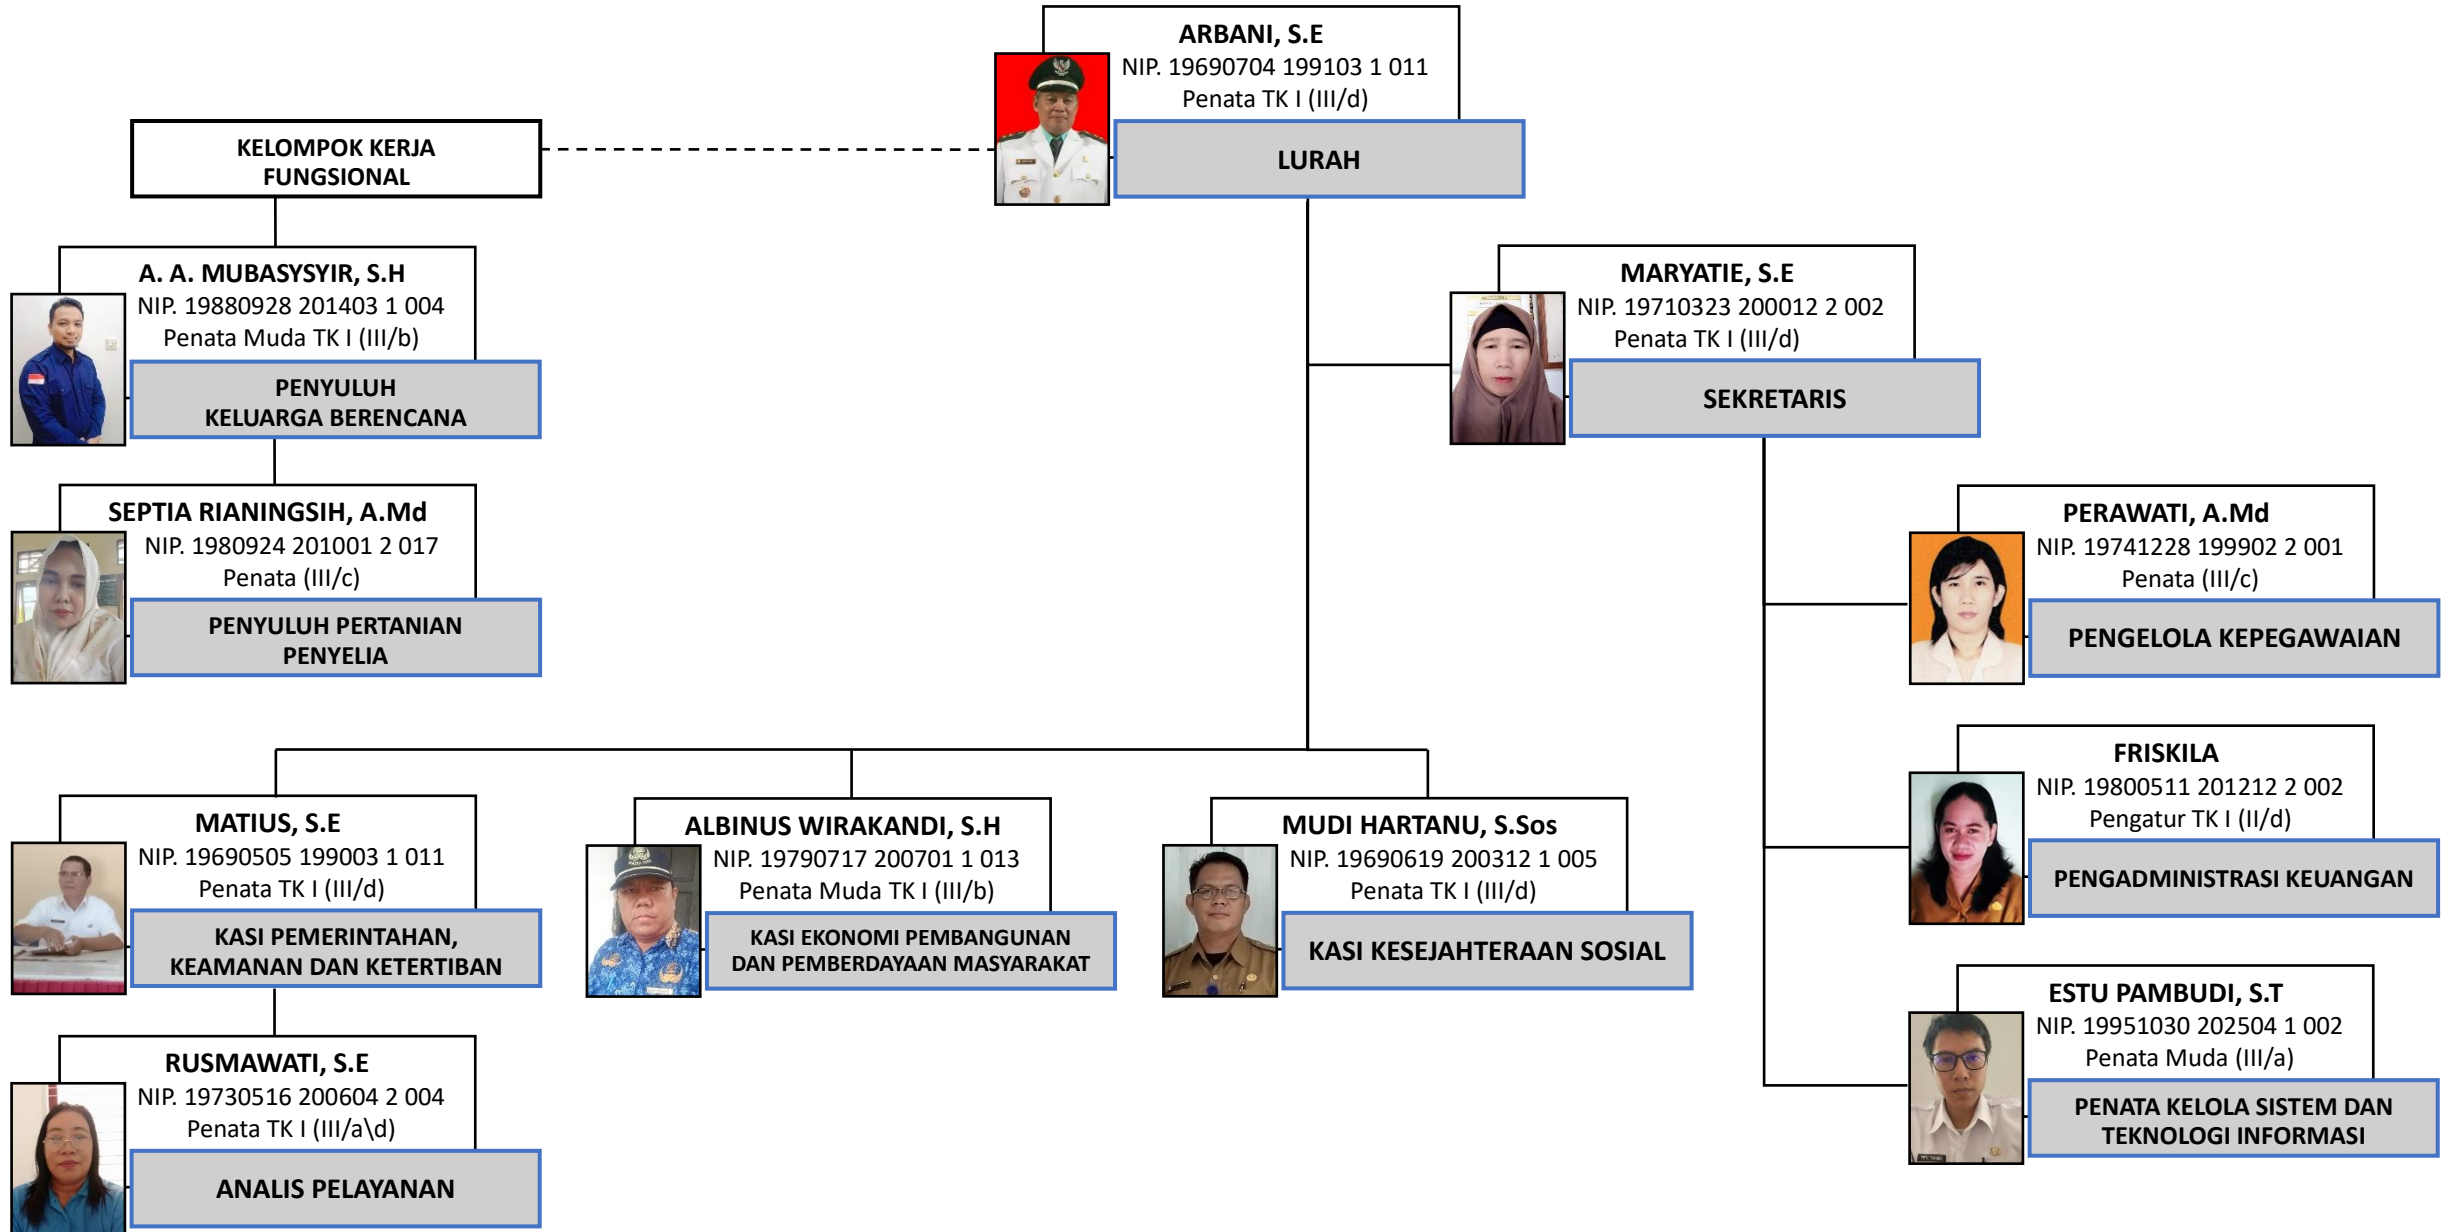 ARBANI, S.E
NIP. 19690704 199103 1 011
Penata TK I (III/d)
LURAH
KELOMPOK KERJA
FUNGSIONAL
A. A. MUBASYSYIR, S.H
NIP. 19880928 201403 1 004
Penata Muda TK I (III/b)
PENYULUH
KELUARGA BERENCANA
SEPTIA RIANINGSIH, A.Md
NIP. 1980924 201001 2 017
Penata (III/c)
PENYULUH PERTANIAN
PENYELIA
MARYATIE, S.E
NIP. 19710323 200012 2 002
Penata TK I (III/d)
SEKRETARIS
PERAWATI, A.Md
NIP. 19741228 199902 2 001
Penata (III/c)
PENGELOLA KEPEGAWAIAN
FRISKILA
NIP. 19800511 201212 2 002
Pengatur TK I (II/d)
PENGADMINISTRASI KEUANGAN
ESTU PAMBUDI, S.T
NIP. 19951030 202504 1 002
Penata Muda (III/a)
PENATA KELOLA SISTEM DAN
TEKNOLOGI INFORMASI
MATIUS, S.E
NIP. 19690505 199003 1 011
Penata TK I (III/d)
KASI PEMERINTAHAN,
KEAMANAN DAN KETERTIBAN
RUSMAWATI, S.E
NIP. 19730516 200604 2 004
Penata TK I (III/a\d)
ANALIS PELAYANAN
ALBINUS WIRAKANDI, S.H
NIP. 19790717 200701 1 013
Penata Muda TK I (III/b)
KASI EKONOMI PEMBANGUNAN
DAN PEMBERDAYAAN MASYARAKAT
MUDI HARTANU, S.Sos
NIP. 19690619 200312 1 005
Penata TK I (III/d)
KASI KESEJAHTERAAN SOSIAL